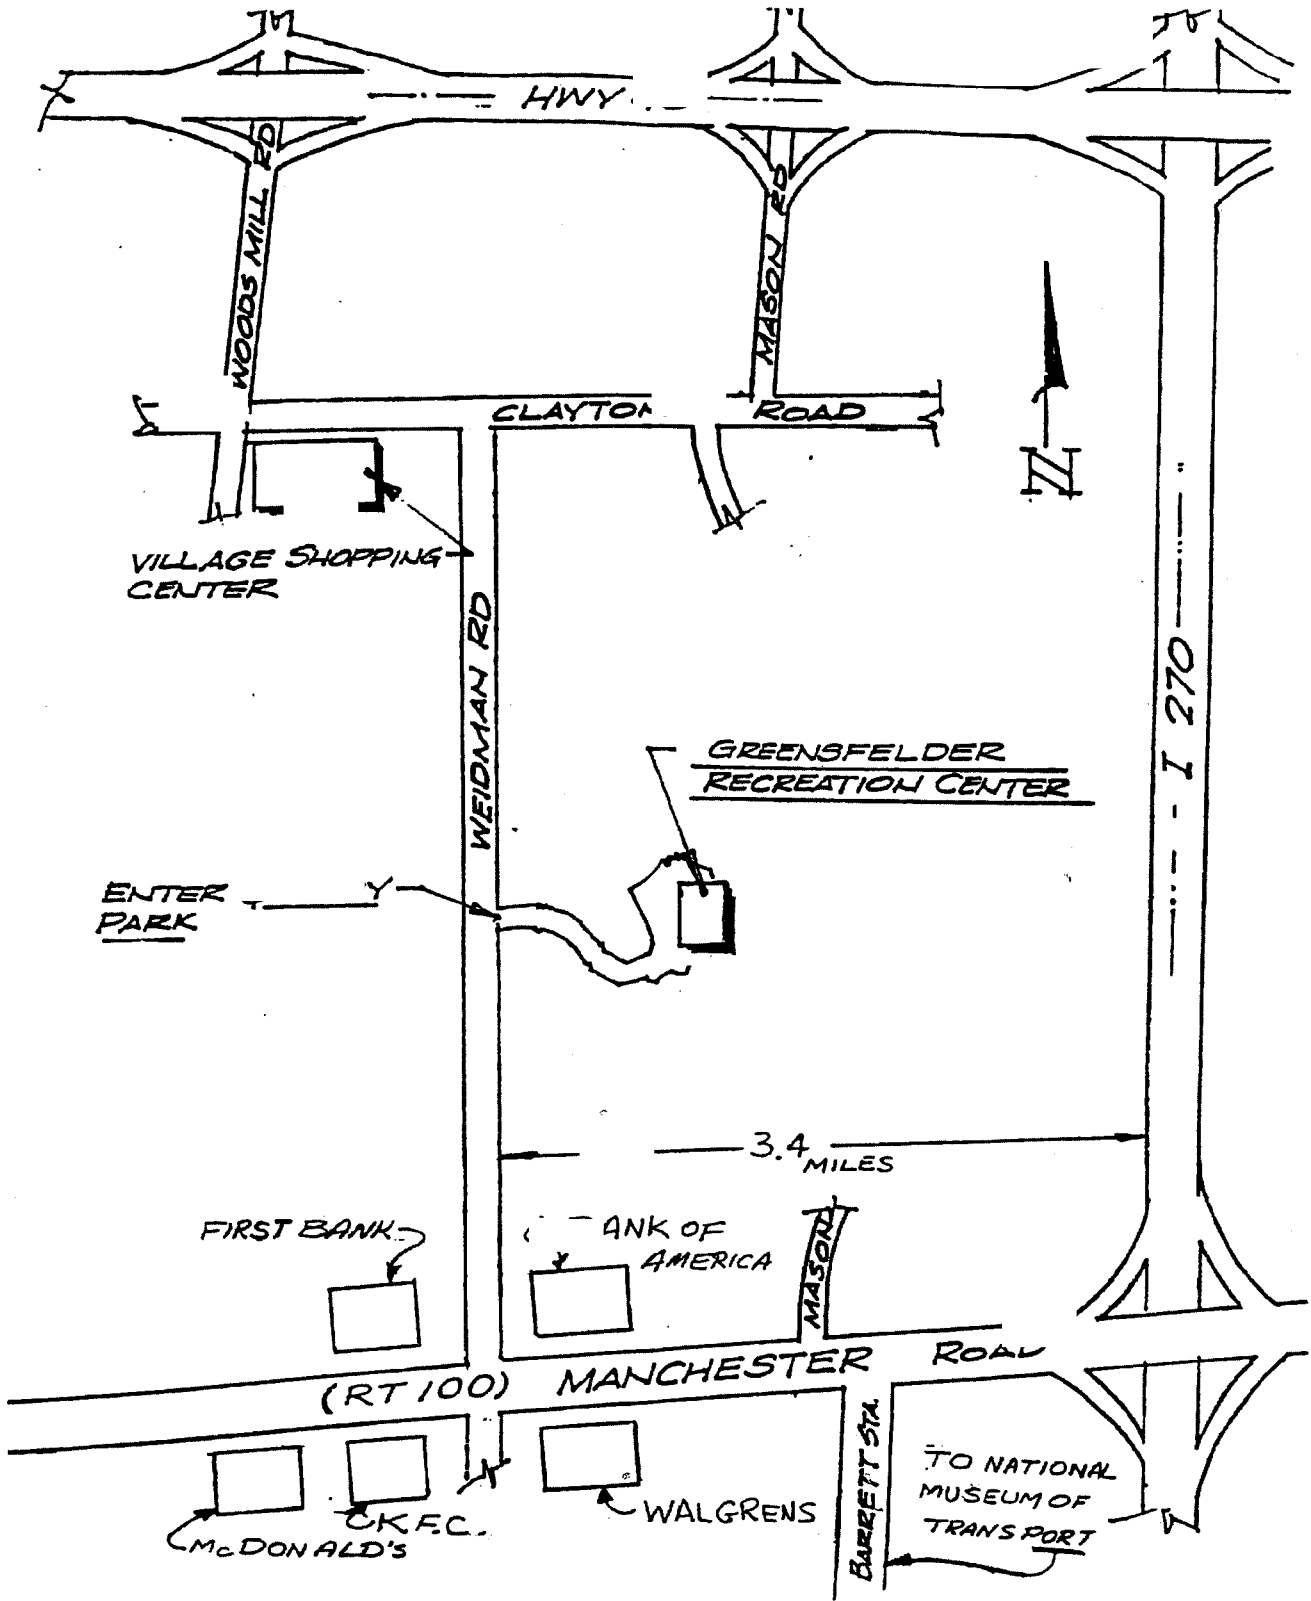 HWY
WOODS MILL RD
MASON RD
CLAYTON ROAD
N
VILLAGE SHOPPING
CENTER
WEIDMAN RD
I 270
GREENSFELDER
RECREATION CENTER
ENTER
PARK
3.4
MILES
FIRST BANK
ANK OF
AMERICA
MASON
(RT 100) MANCHESTER ROAD
BARRETT STA.
TO NATIONAL
MUSEUM OF
TRANSPORT
WALGRENS
K.F.C.
McDONALD'S